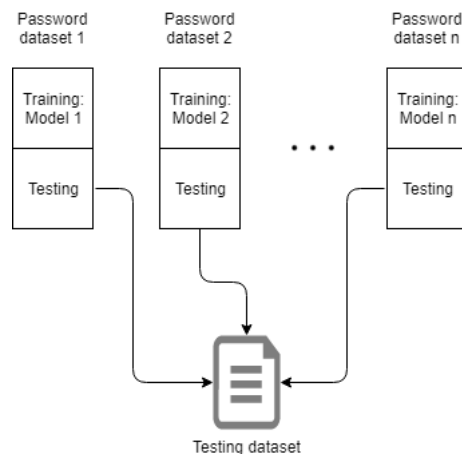 Password
dataset 1
Password
dataset 2
Password
dataset n
Training:
Model 1
Training:
Model 2
Training:
Model n
. . .
Testing
Testing
Testing
Testing dataset